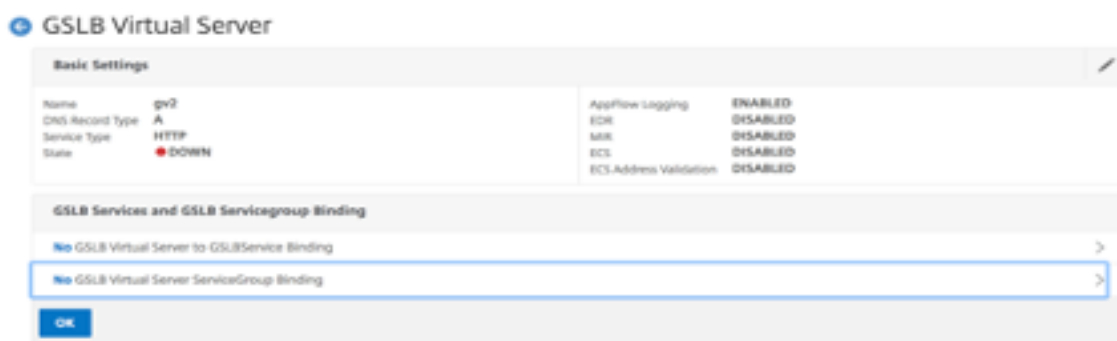 GSLB Virtual Server
Basic Settings
Name gv2
DNS Record Type A
Service Type HTTP
State DOWN
AppFlow Logging ENABLED
EDR DISABLED
MIR DISABLED
ECS DISABLED
ECS Address Validation DISABLED
GSLB Services and GSLB Servicegroup Binding
No GSLB Virtual Server to GSLBService Binding
No GSLB Virtual Server ServiceGroup Binding
OK